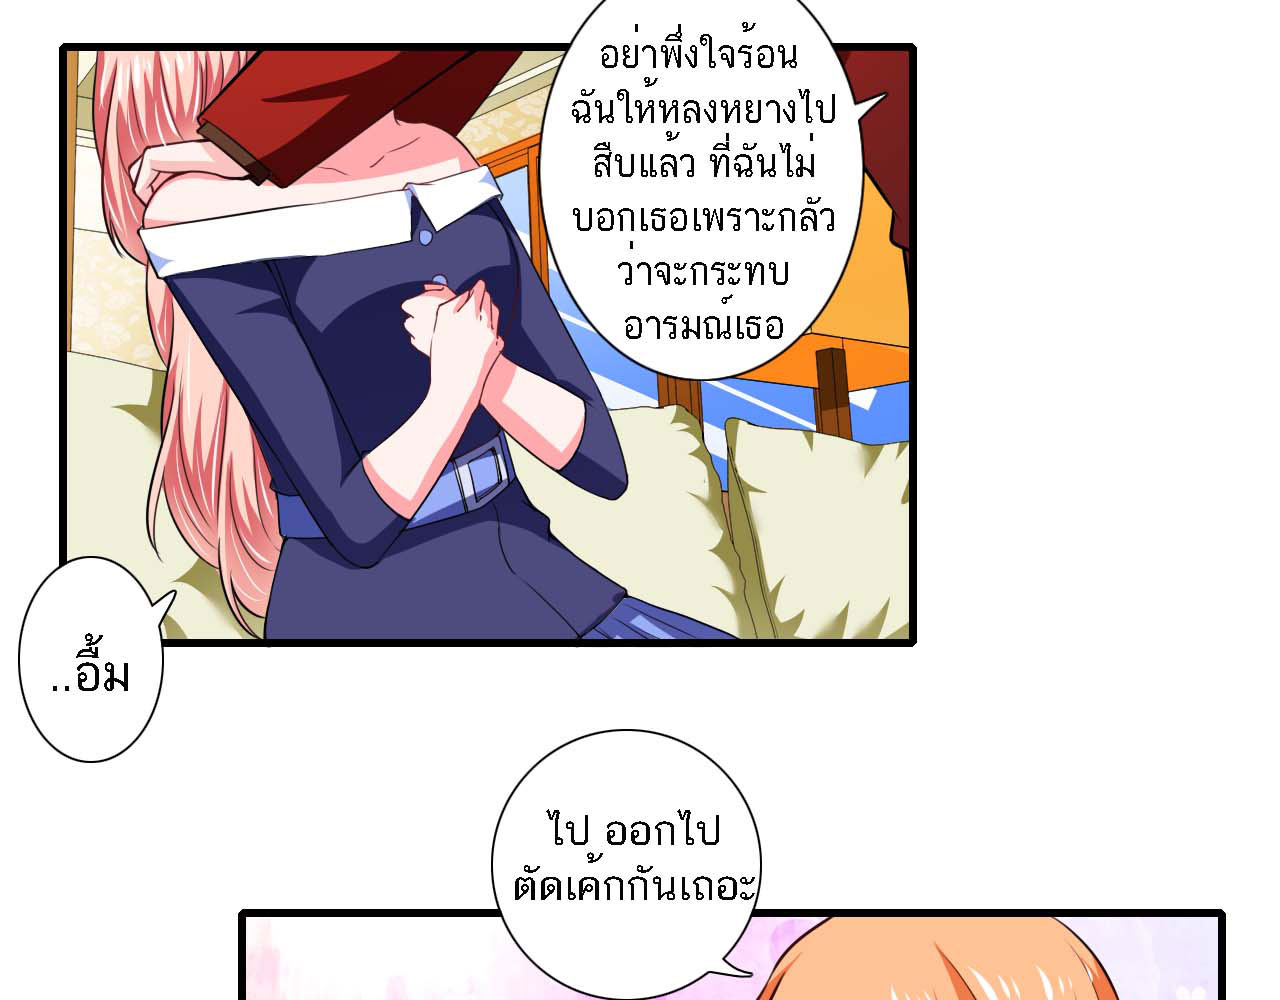 อย่าพึ่งใจร้อน
ฉันให้หลงหยางไป
สืบแล้ว ที่ฉันไม่
บอกเธอเพราะกลัว
ว่าจะกระทบ
อารมณ์เธอ
..อื้ม
ไป ออกไป
ตัดเค้กกันเถอะ